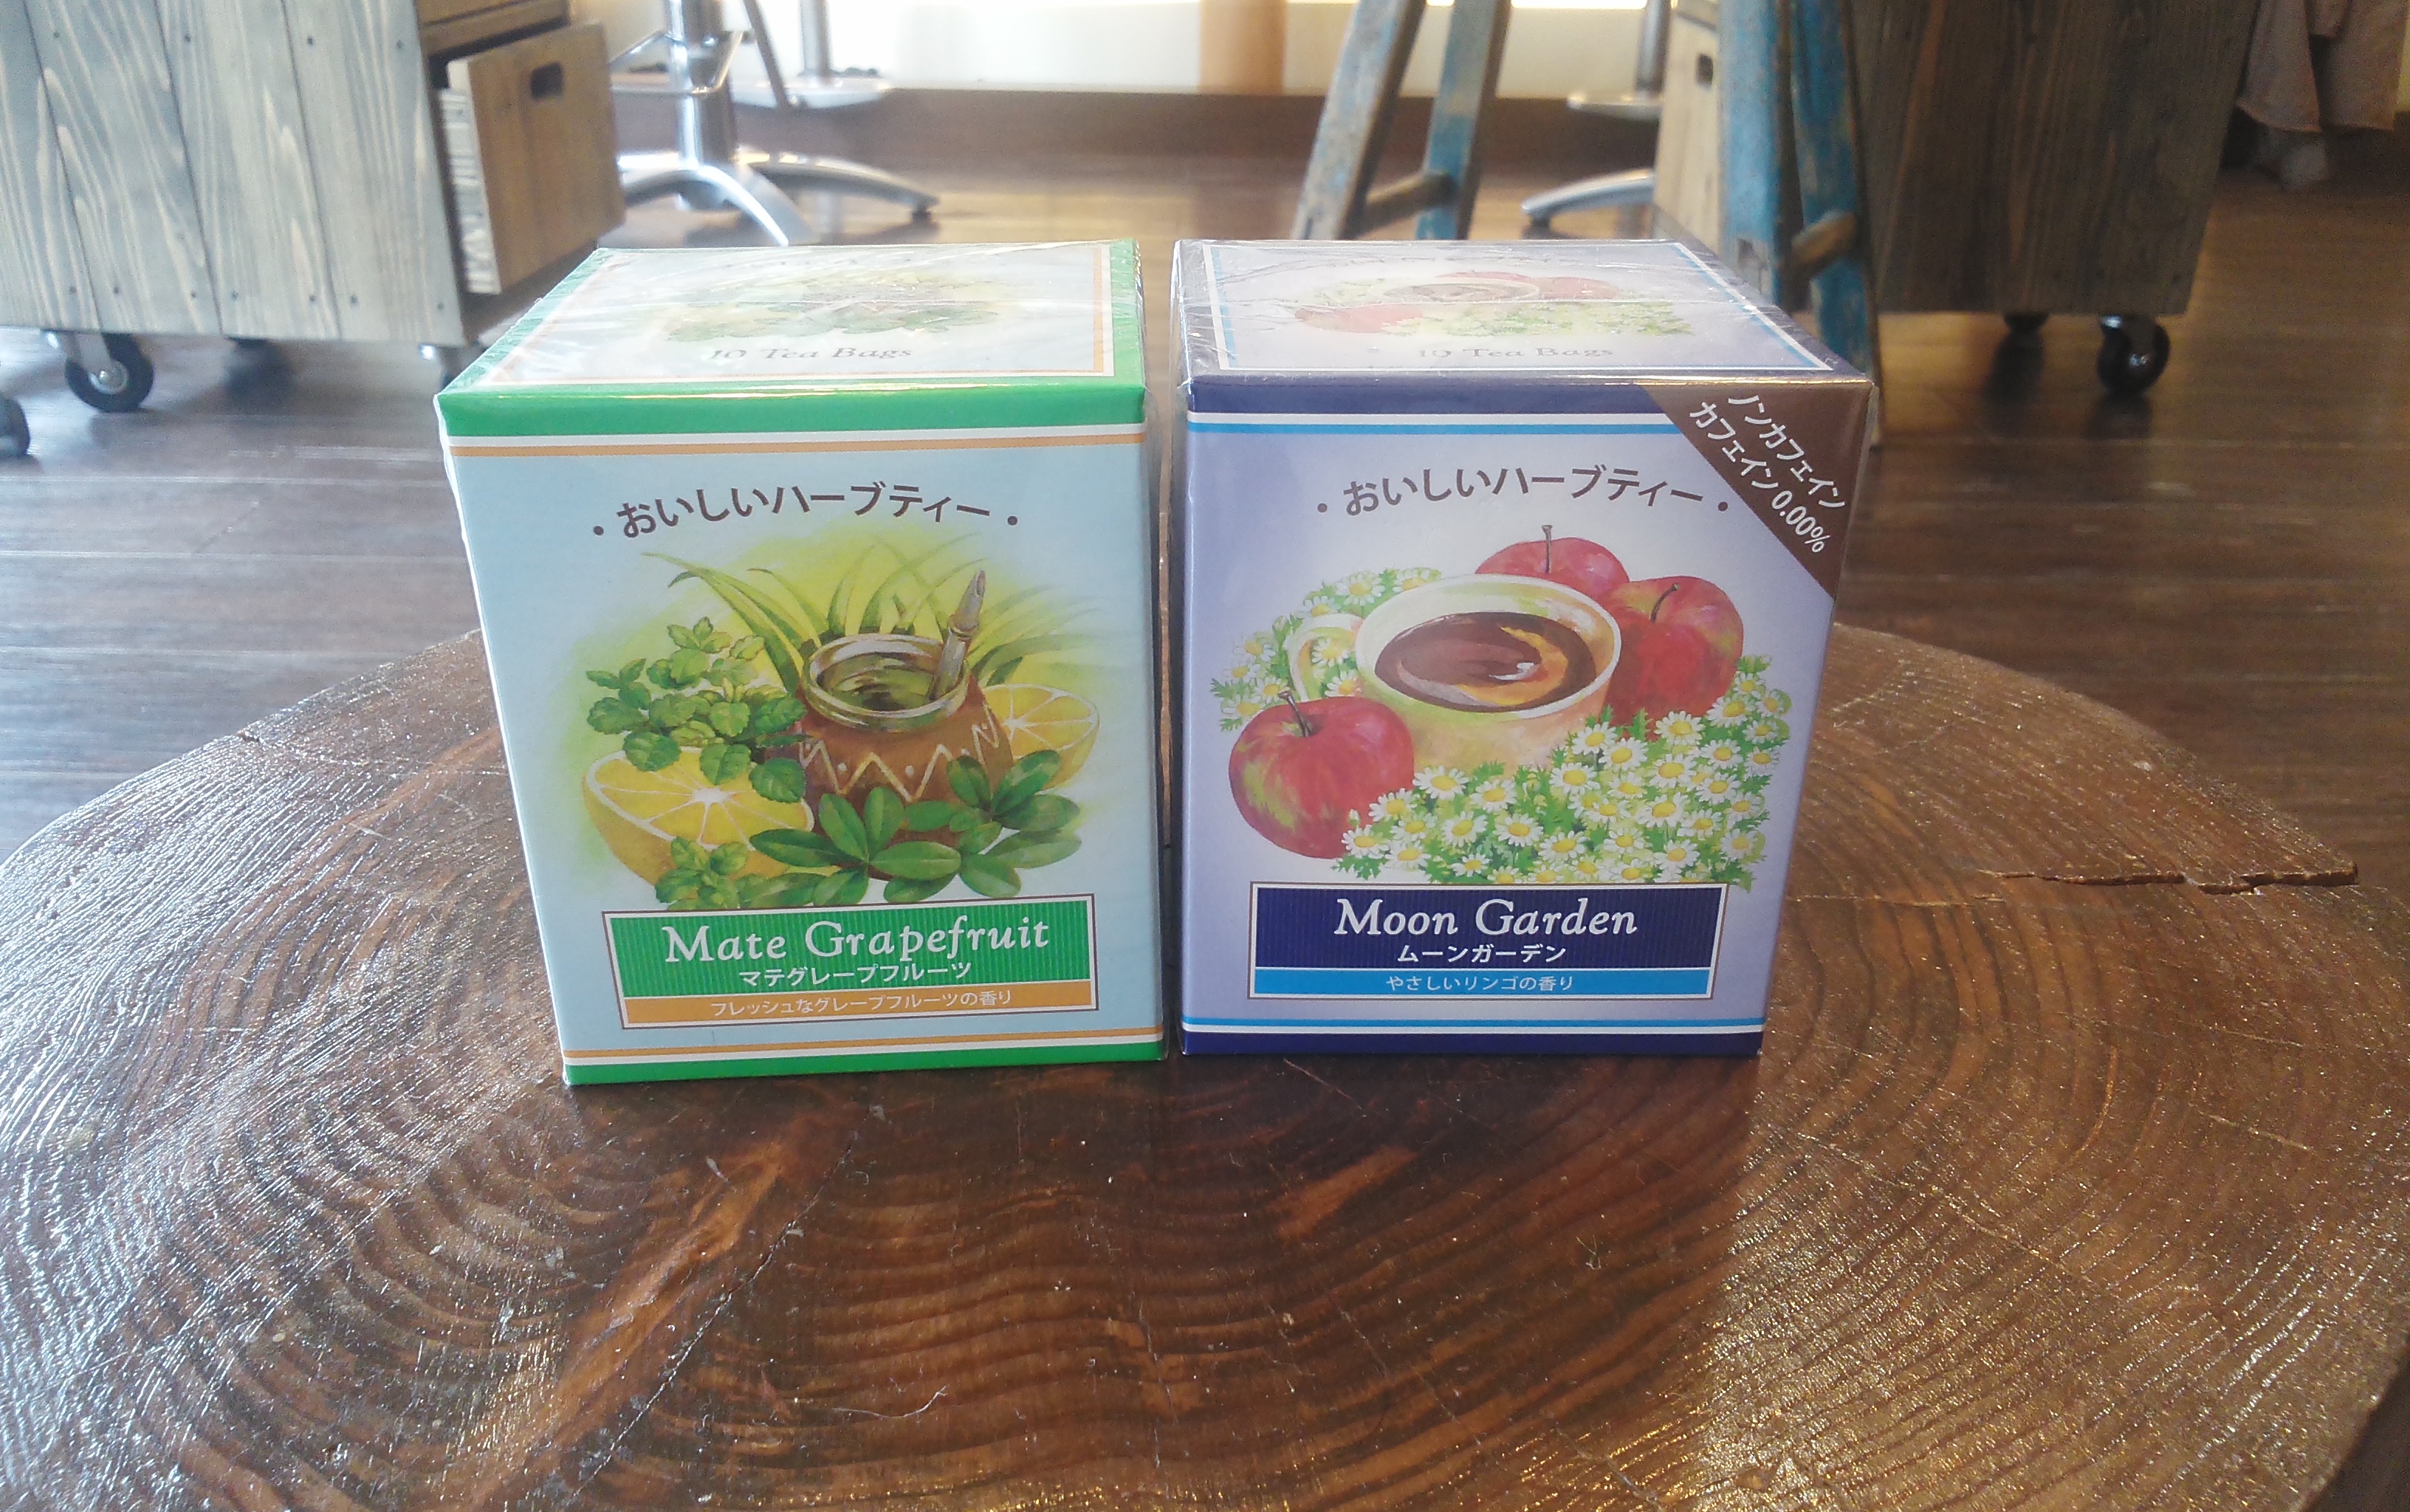 10 Tea Bags
・おいしいハーブティー・
Mate Grapefruit
マテグレープフルーツ
フレッシュなグレープフルーツの香り
10 Tea Bags
ノンカフェイン
カフェイン0.00%
・おいしいハーブティー・
Moon Garden
ムーンガーデン
やさしいリンゴの香り